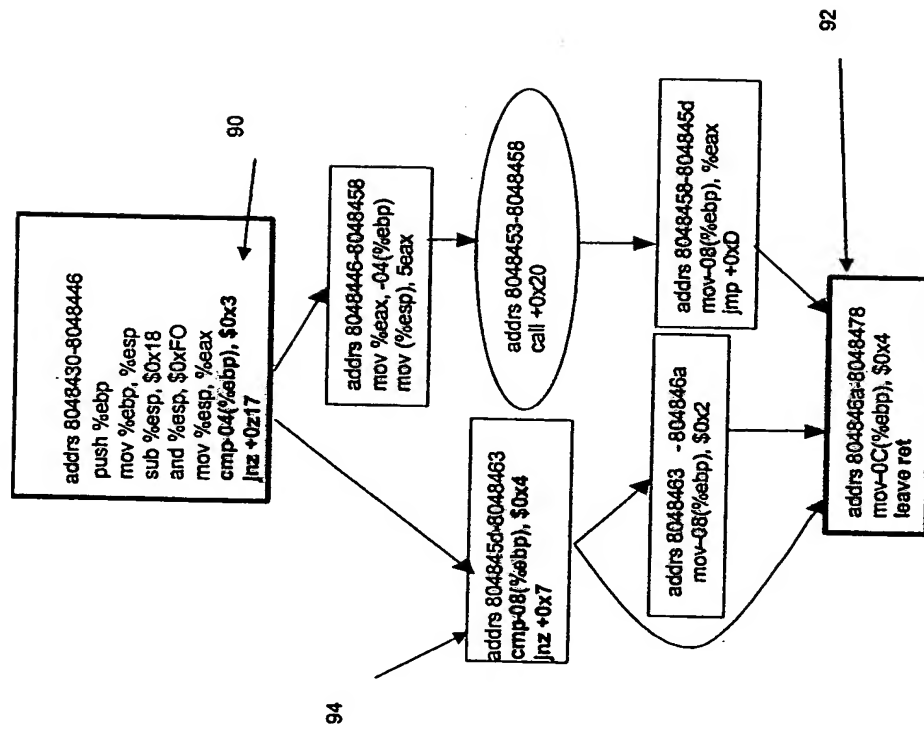 addrs 8048430-8048446
push %ebp
mov %ebp, %esp
sub %esp, $0x18
and %esp, $0xFO
mov %esp, %eax
cmp-04(%ebp), $0x3
jnz +0z17
90
addrs 8048446-8048458
mov %eax, -04(%ebp)
mov (%esp), 5eax
addrs 8048453-8048458
call +0x20
addrs 8048458-804845d
mov-08(%ebp), %eax
jmp +0xD
94
addrs 804845d-8048463
cmp-08(%ebp), $0x4
jnz +0x7
addrs 8048463 - 804846a
mov-08(%ebp), $0x2
92
addrs 804846a-8048478
mov-0C(%ebp), $0x4
leave ret